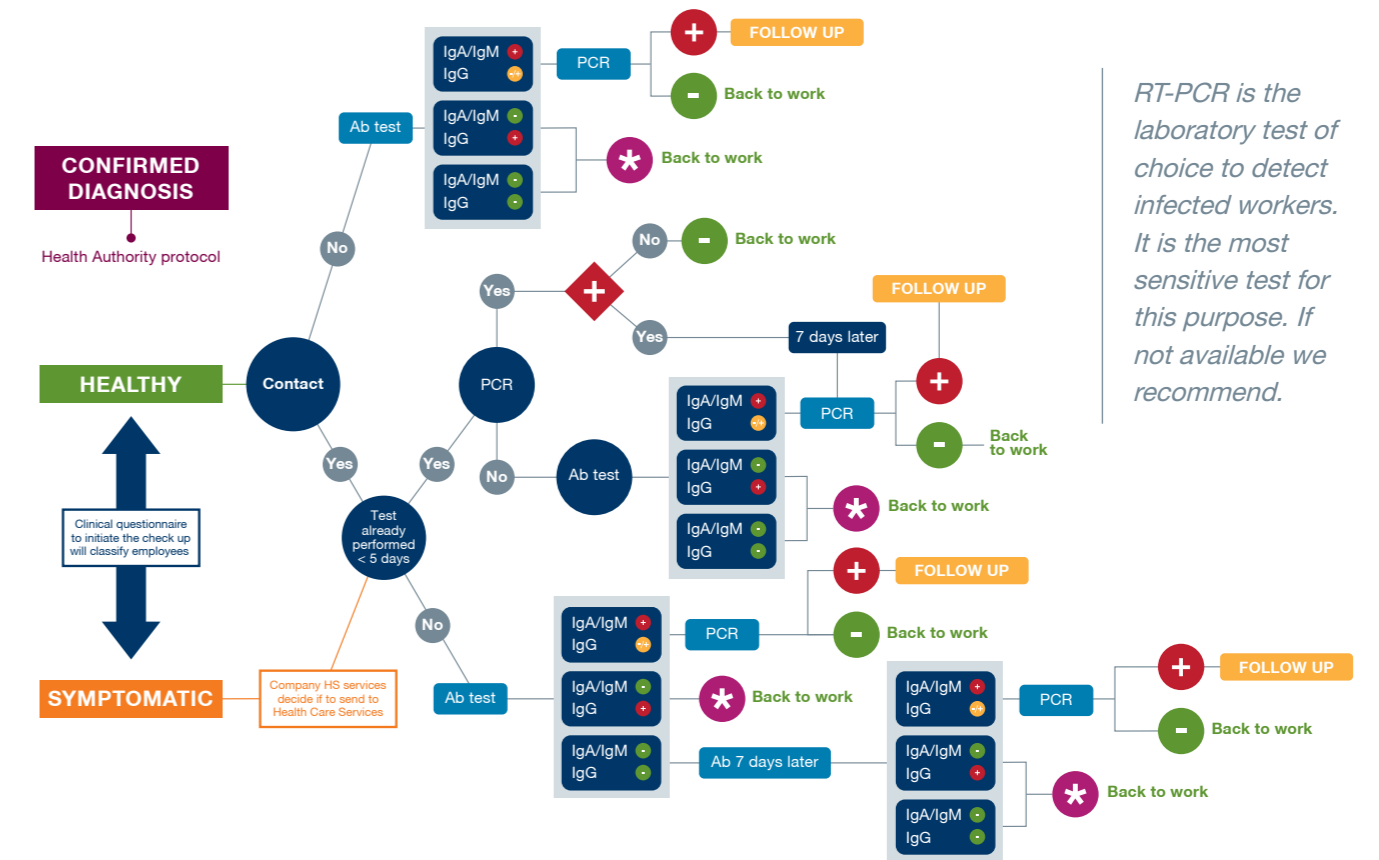 CONFIRMED
DIAGNOSIS
Health Authority protocol
HEALTHY
Clinical questionnaire
to initiate the check up
will classify employees
SYMPTOMATIC
Company HS services
decide if to send to
Health Care Services
Contact
No
Ab test
IgA/IgM +
IgG -/+
IgA/IgM -
IgG +
IgA/IgM -
IgG -
PCR
+
FOLLOW UP
-
Back to work
*
Back to work
Yes
Test
already
performed
< 5 days
Yes
PCR
Yes
+
No
-
Back to work
Yes
7 days later
No
Ab test
IgA/IgM +
IgG -/+
IgA/IgM -
IgG +
IgA/IgM -
IgG -
PCR
FOLLOW UP
+
-
Back
to work
*
Back to work
No
Ab test
IgA/IgM +
IgG -/+
IgA/IgM -
IgG +
IgA/IgM -
IgG -
PCR
+
FOLLOW UP
-
Back to work
*
Back to work
Ab 7 days later
IgA/IgM +
IgG -/+
IgA/IgM -
IgG +
IgA/IgM -
IgG -
PCR
+
FOLLOW UP
-
Back to work
*
Back to work
RT-PCR is the
laboratory test of
choice to detect
infected workers.
It is the most
sensitive test for
this purpose. If
not available we
recommend.